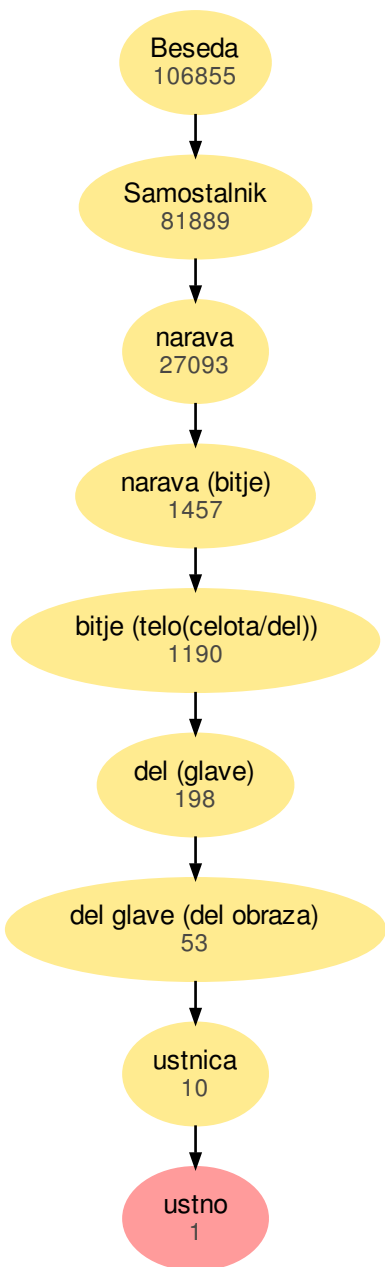 Beseda
106855
Samostalnik
81889
narava
27093
narava (bitje)
1457
bitje (telo(celota/del))
1190
del (glave)
198
del glave (del obraza)
53
ustnica
10
ustno
1